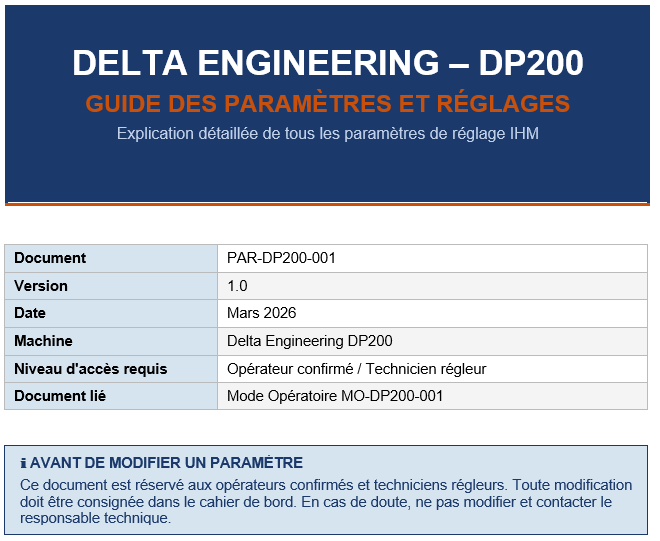 DELTA ENGINEERING – DP200
GUIDE DES PARAMÈTRES ET RÉGLAGES
Explication détaillée de tous les paramètres de réglage IHM
Document PAR-DP200-001
Version 1.0
Date Mars 2026
Machine Delta Engineering DP200
Niveau d'accès requis Opérateur confirmé / Technicien régleur
Document lié Mode Opératoire MO-DP200-001
ℹ AVANT DE MODIFIER UN PARAMÈTRE
Ce document est réservé aux opérateurs confirmés et techniciens régleurs. Toute modification
doit être consignée dans le cahier de bord. En cas de doute, ne pas modifier et contacter le
responsable technique.